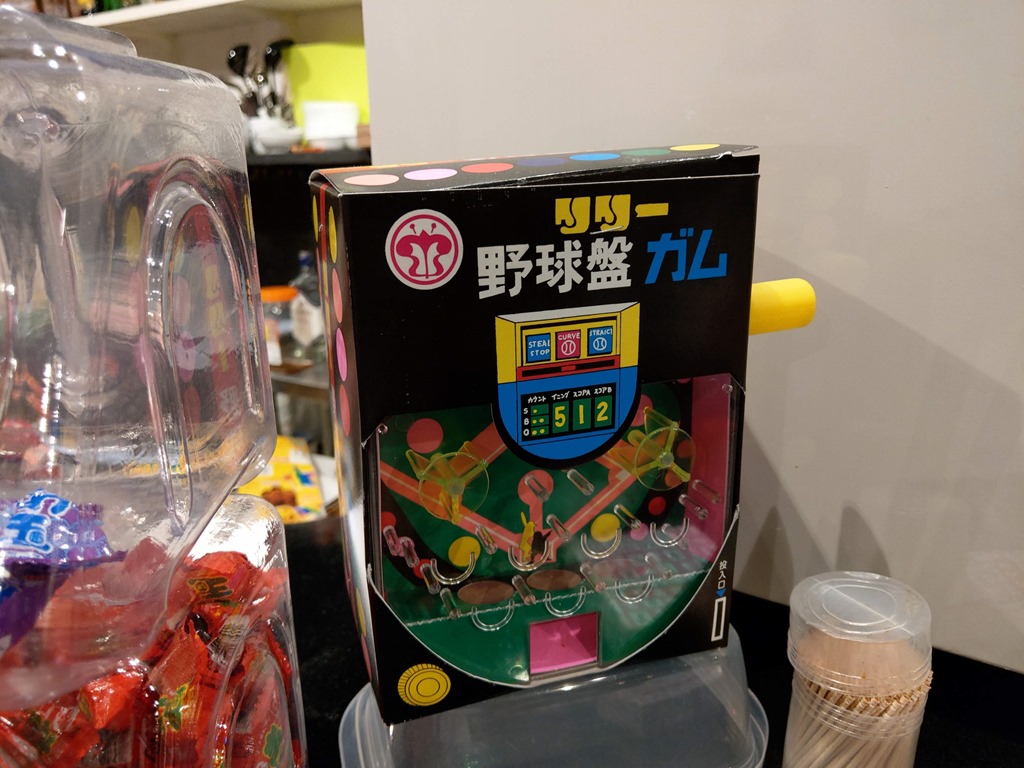 リリー
野球盤 ガム
STEAL STOP
CURVE
STRAIGHT
カウント イニング スコアA スコアB
S
B
O
5 1 2
投入口